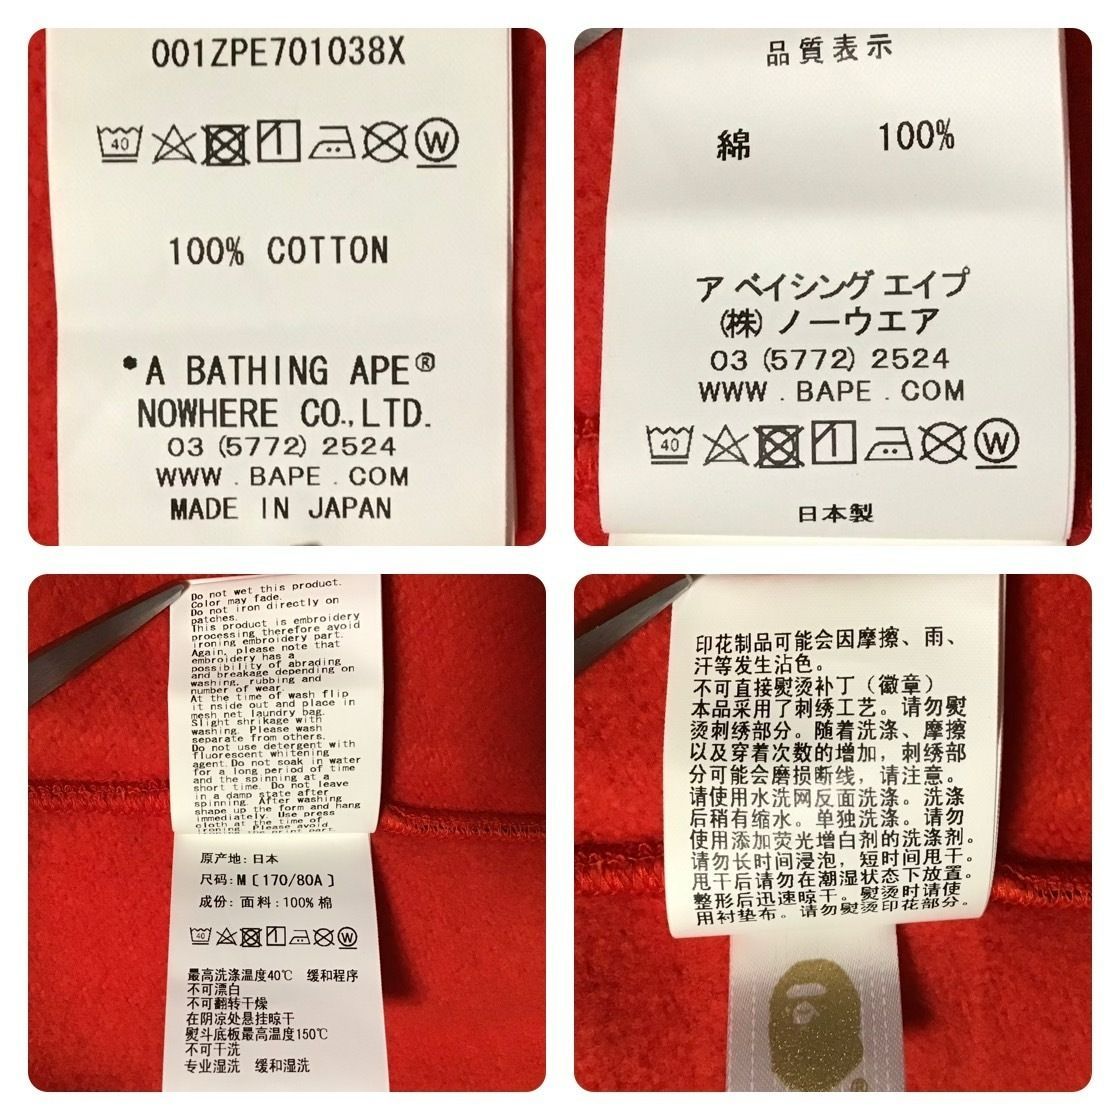 001ZPE701038X
40
W
100% COTTON
*A BATHING APE®
NOWHERE CO.,LTD.
03 (5772) 2524
WWW . BAPE . COM
MADE IN JAPAN
品質表示
綿 100%
ア ベイシング エイプ
(株) ノーウエア
03 (5772) 2524
WWW . BAPE . COM
40
W
日本製
Do not wet this product.
Color may fade.
Do not iron directly on
patches.
This product is embroidery
processing therefore avoid
ironing embroidery part.
Again, please note that
embroidery has a
possibility of abrading
and breakage depending on
washing, rubbing and
number of wear.
At the time of wash flip
it nside out and place in
mesh net laundry bag.
Slight shrikage with
washing. Please wash
separate from others.
Do not use detergent with
fluorescent whitening
agent.Do not soak in water
for a long period of time
and the spinning at a
short time. Do not leave
in a damp state after
spinning. After washing
shape up the form and hang
immediately. Use press
cloth at the time of
ironing. Please avoid
ironing the print part.
原产地: 日本
尺码: M [170/80A]
成份: 面料: 100% 棉
40
W
最高洗涤温度40℃ 缓和程序
不可漂白
不可翻转干燥
在阴凉处悬挂晾干
熨斗底板最高温度150℃
不可干洗
专业湿洗 缓和湿洗
印花制品可能会因摩擦、雨、
汗等发生沾色。
不可直接熨烫补丁（徽章）
本品采用了刺绣工艺。请勿熨
烫刺绣部分。随着洗涤、摩擦
以及穿着次数的增加，刺绣部
分可能会磨损断线，请注意。
请使用水洗网反面洗涤。洗涤
后稍有缩水。单独洗涤。请勿
使用添加荧光增白剂的洗涤剂。
请勿长时间浸泡，短时间甩干。
甩干后请勿在潮湿状态下放置。
整形后迅速晾干。熨烫时请使
用衬垫布。请勿熨烫印花部分。
®